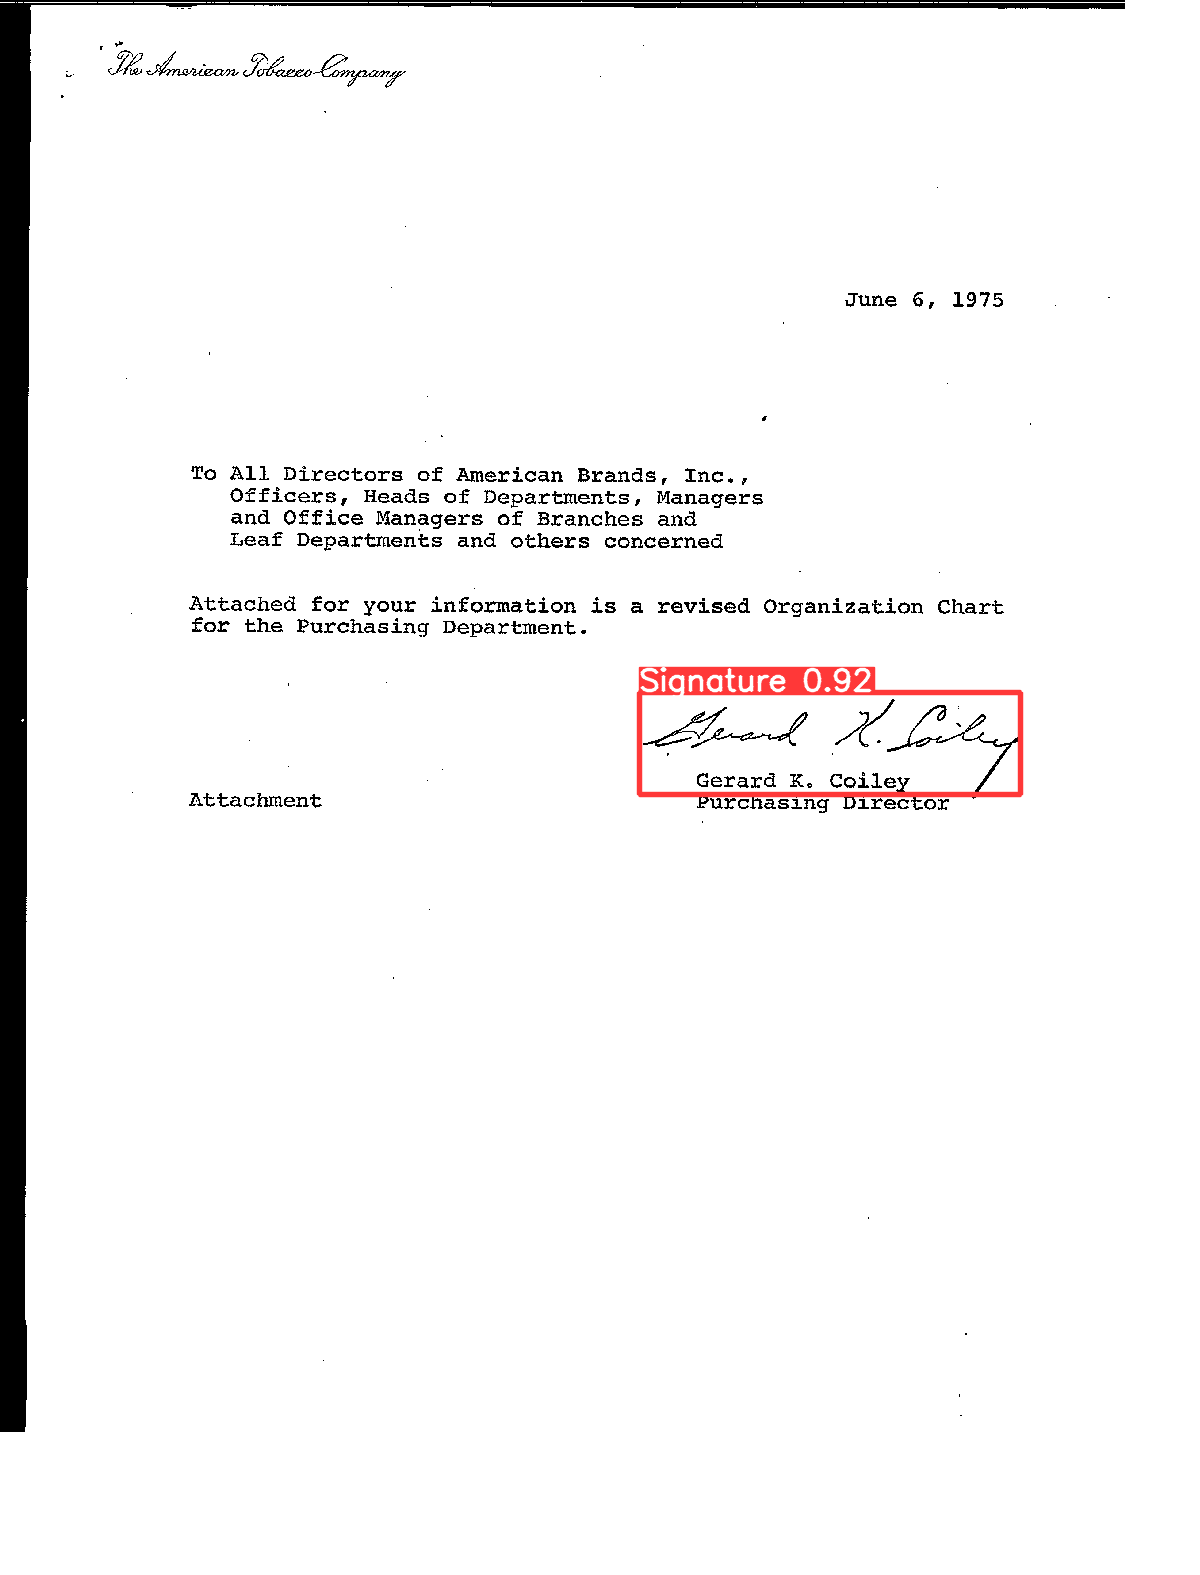 The American Tobacco Company
June 6, 1975
To All Directors of American Brands, Inc.,
Officers, Heads of Departments, Managers
and Office Managers of Branches and
Leaf Departments and others concerned
Attached for your information is a revised Organization Chart
for the Purchasing Department.
Signature 0.92
Gerard K. Coiley
Gerard K. Coiley
Attachment
Purchasing Director